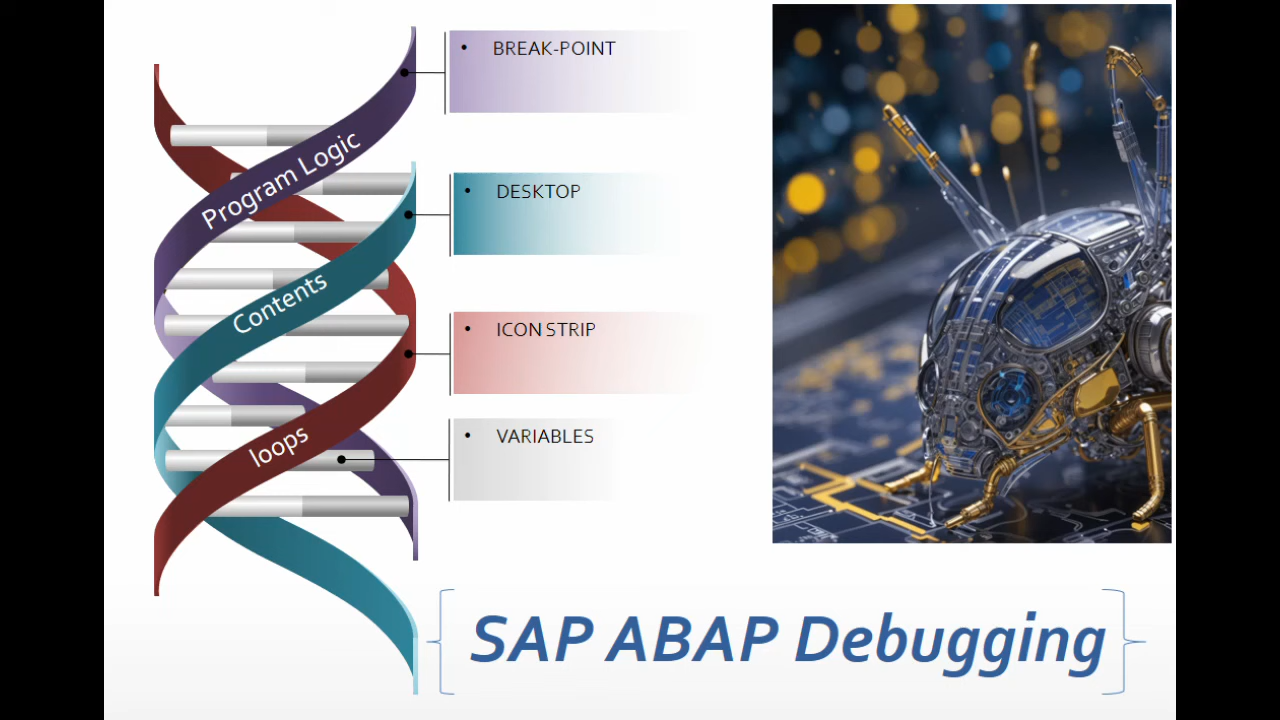 BREAK-POINT
Program Logic
DESKTOP
Contents
ICON STRIP
VARIABLES
loops
SAP ABAP Debugging